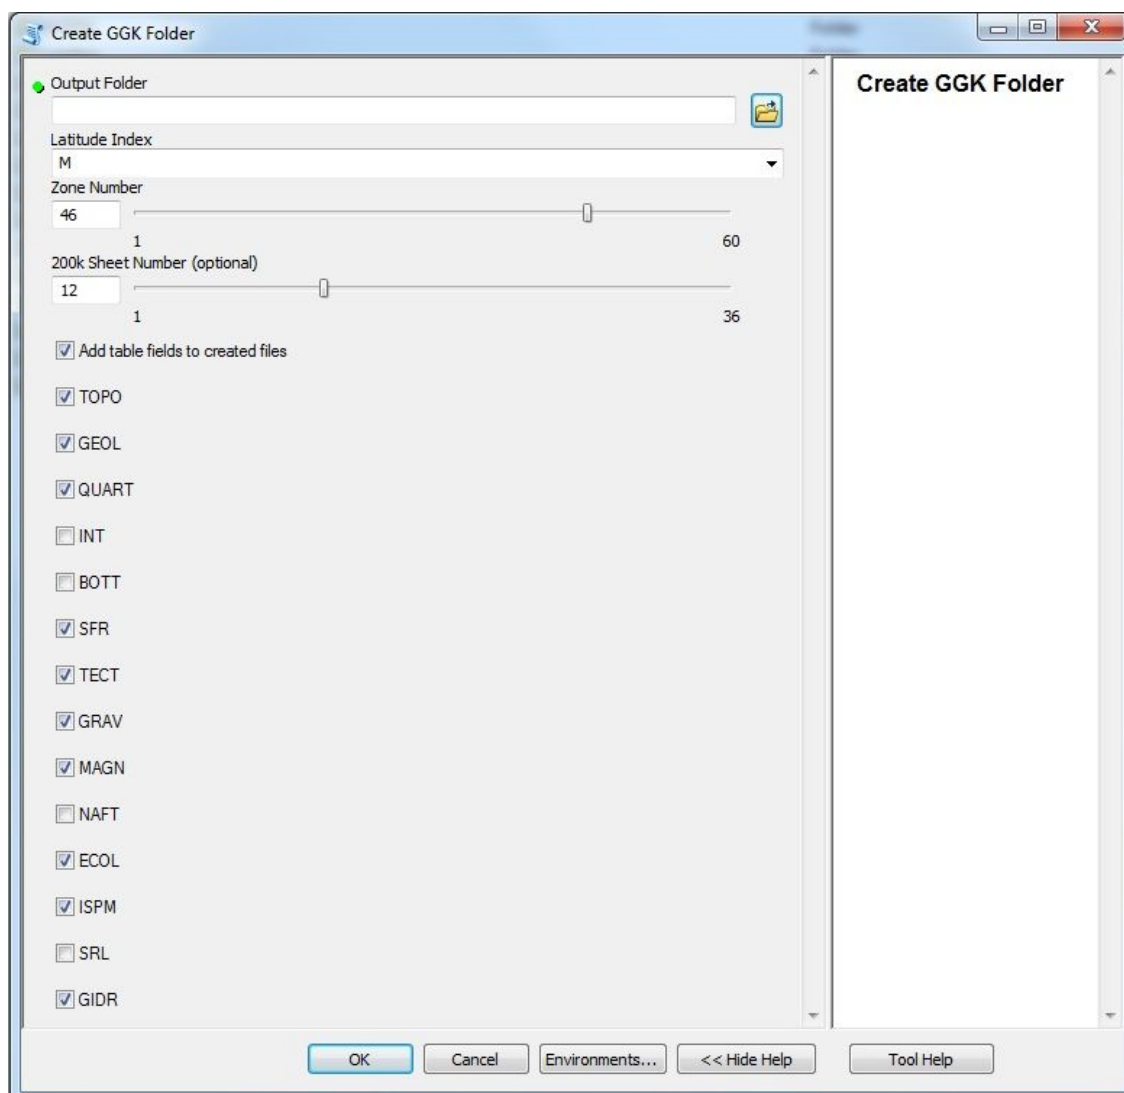 Create GGK Folder
Output Folder
Latitude Index
M
Zone Number
46
1 60
200k Sheet Number (optional)
12
1 36
Add table fields to created files
TOPO
GEOL
QUART
INT
BOTT
SFR
TECT
GRAV
MAGN
NAFT
ECOL
ISPM
SRL
GIDR
OK Cancel Environments... << Hide Help
Create GGK Folder
Tool Help